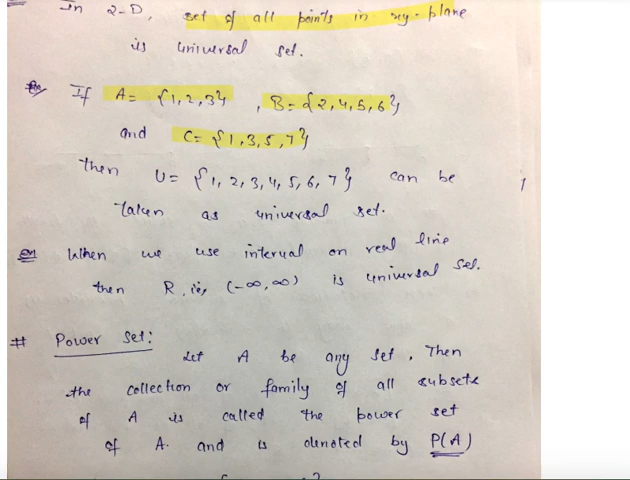 In 2-D, set of all points in xy-plane
is universal set.
Ex If A = {1,2,3} , B = {2,4,5,6}
and C = {1,3,5,7}
then U = {1, 2, 3, 4, 5, 6, 7} can be
taken as universal set.
Ex When we use interval on real line
then R, i.e, (-∞,∞) is universal set.
# Power Set:
Let A be any set, Then
the collection or family of all subsets
of A is called the power set
of A. and is denoted by P(A)